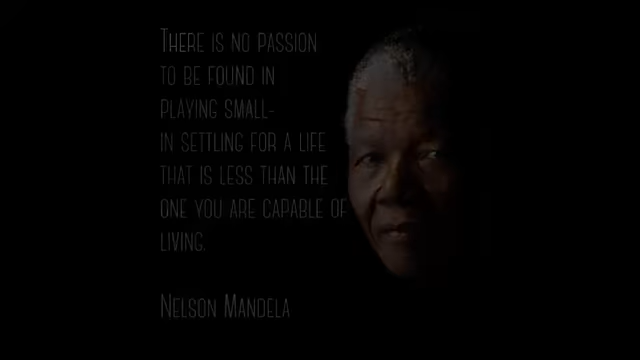 There is no passion
to be found in
playing small-
in settling for a life
that is less than the
one you are capable of
living.
Nelson Mandela